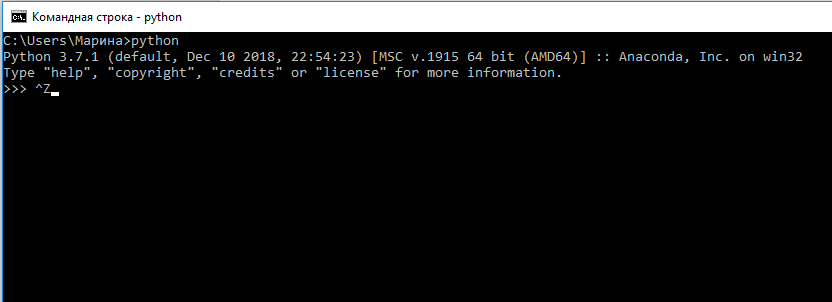 Командная строка - python
C:\Users\Марина>python
Python 3.7.1 (default, Dec 10 2018, 22:54:23) [MSC v.1915 64 bit (AMD64)] :: Anaconda, Inc. on win32
Type "help", "copyright", "credits" or "license" for more information.
>>> ^Z